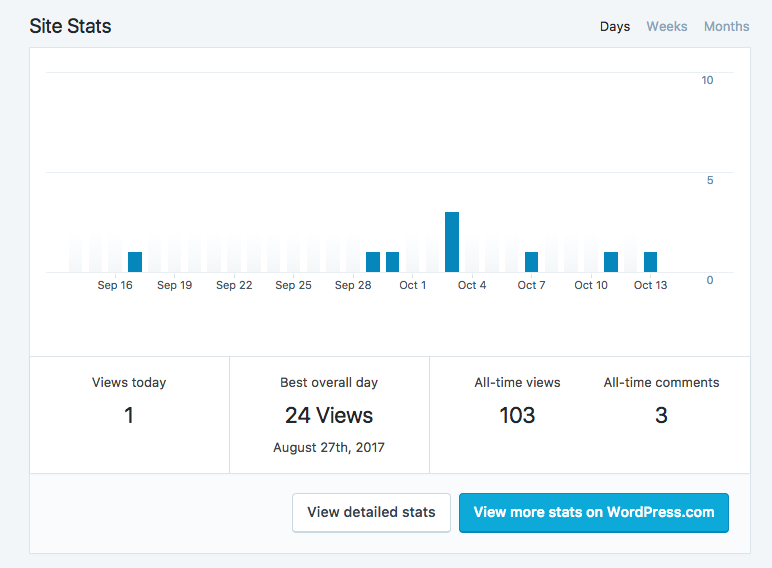 Site Stats
Days Weeks Months
10
5
0
Sep 16 Sep 19 Sep 22 Sep 25 Sep 28 Oct 1 Oct 4 Oct 7 Oct 10 Oct 13
Views today
1
Best overall day
24 Views
August 27th, 2017
All-time views
103
All-time comments
3
View detailed stats
View more stats on WordPress.com